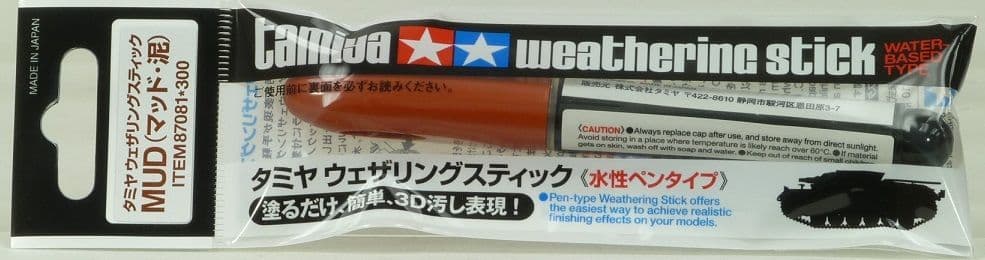 MADE IN JAPAN
タミヤ ウェザリングスティック
MUD(マッド・泥)
ITEM 87081★300
tamiya
weathering stick
WATER-
BASED
TYPE
ご使用前に裏面を必ずお読みください。
販売元 株式会社タミヤ 〒422-8610 静岡市駿河区恩田原3-7
《CAUTION》 ●Always replace cap after use, and store away from direct sunlight.
Avoid storing in a place where temperature is likely reach over 60°C. ●If material
gets on skin, wash off with soap and water. ●Keep out of reach of small children
タミヤ ウェザリングスティック《水性ペンタイプ》
塗るだけ、簡単、3D汚し表現!
●Pen-type Weathering Stick offers
the easiest way to achieve realistic
finishing effects on your models.